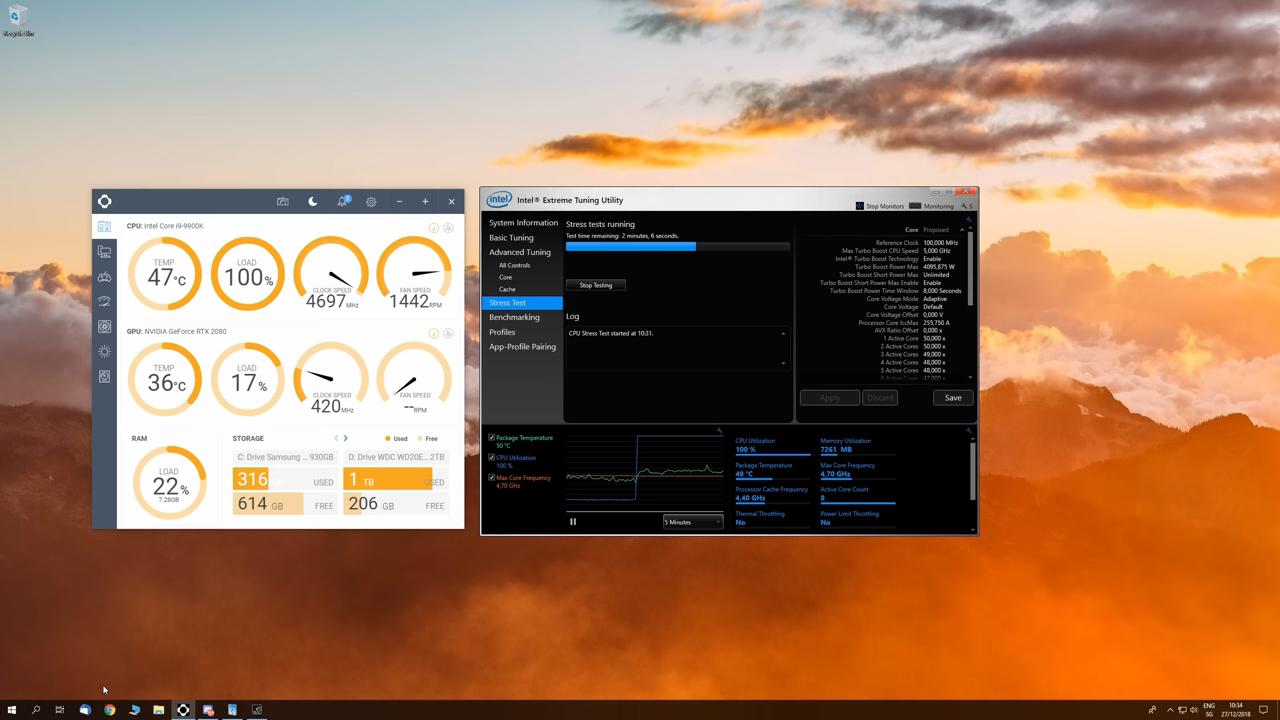 Recycle Bin
CPU: Intel Core i9-9900K
TEMP
47°C
LOAD
100%
CLOCK SPEED
4697MHz
FAN SPEED
1442RPM
GPU: NVIDIA GeForce RTX 2080
TEMP
36°C
LOAD
17%
CLOCK SPEED
420MHz
FAN SPEED
--RPM
RAM
LOAD
22%
7.28GB
STORAGE
Used
Free
C: Drive Samsung ... 930GB
316
USED
614 GB
FREE
D: Drive WDC WD20E... 2TB
1 TB
USED
206 GB
FREE
intel
Intel® Extreme Tuning Utility
Stop Monitors
Monitoring
S
System Information
Basic Tuning
Advanced Tuning
All Controls
Core
Cache
Stress Test
Benchmarking
Profiles
App-Profile Pairing
Stress tests running
Test time remaining: 2 minutes, 6 seconds.
Stop Testing
Log
CPU Stress Test started at 10:31.
Core Proposed
Reference Clock 100,000 MHz
Max Turbo Boost CPU Speed 5,000 GHz
Intel® Turbo Boost Technology Enable
Turbo Boost Power Max 4095,875 W
Turbo Boost Short Power Max Unlimited
Turbo Boost Short Power Max Enable Enable
Turbo Boost Power Time Window 8,000 Seconds
Core Voltage Mode Adaptive
Core Voltage Default
Core Voltage Offset 0,000 V
Processor Core IccMax 255,750 A
AVX Ratio Offset 0,000 x
1 Active Core 50,000 x
2 Active Cores 50,000 x
3 Active Cores 49,000 x
4 Active Cores 48,000 x
5 Active Cores 48,000 x
6 Active Cores 47,000 x
Apply
Discard
Save
Package Temperature
50 °C
CPU Utilization
100 %
Max Core Frequency
4,70 GHz
5 Minutes
CPU Utilization
100 %
Memory Utilization
7261 MB
Package Temperature
49 °C
Max Core Frequency
4,70 GHz
Processor Cache Frequency
4,40 GHz
Active Core Count
8
Thermal Throttling
No
Power Limit Throttling
No
ENG
SG
10:34
27/12/2018